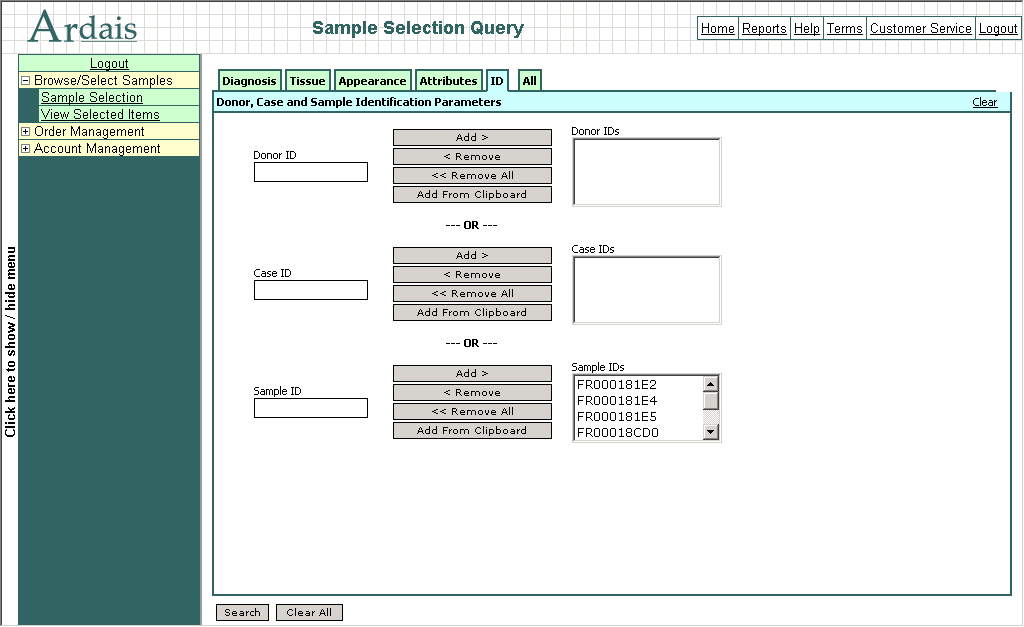 Ardais
Sample Selection Query
Home Reports Help Terms Customer Service Logout
Logout
Browse/Select Samples
Sample Selection
View Selected Items
Order Management
Account Management
Click here to show / hide menu
Diagnosis Tissue Appearance Attributes ID All
Donor, Case and Sample Identification Parameters Clear
Donor ID
Add >
< Remove
<< Remove All
Add From Clipboard
Donor IDs
--- OR ---
Case ID
Add >
< Remove
<< Remove All
Add From Clipboard
Case IDs
--- OR ---
Sample ID
Add >
< Remove
<< Remove All
Add From Clipboard
Sample IDs
FR000181E2
FR000181E4
FR000181E5
FR00018CD0
Search Clear All